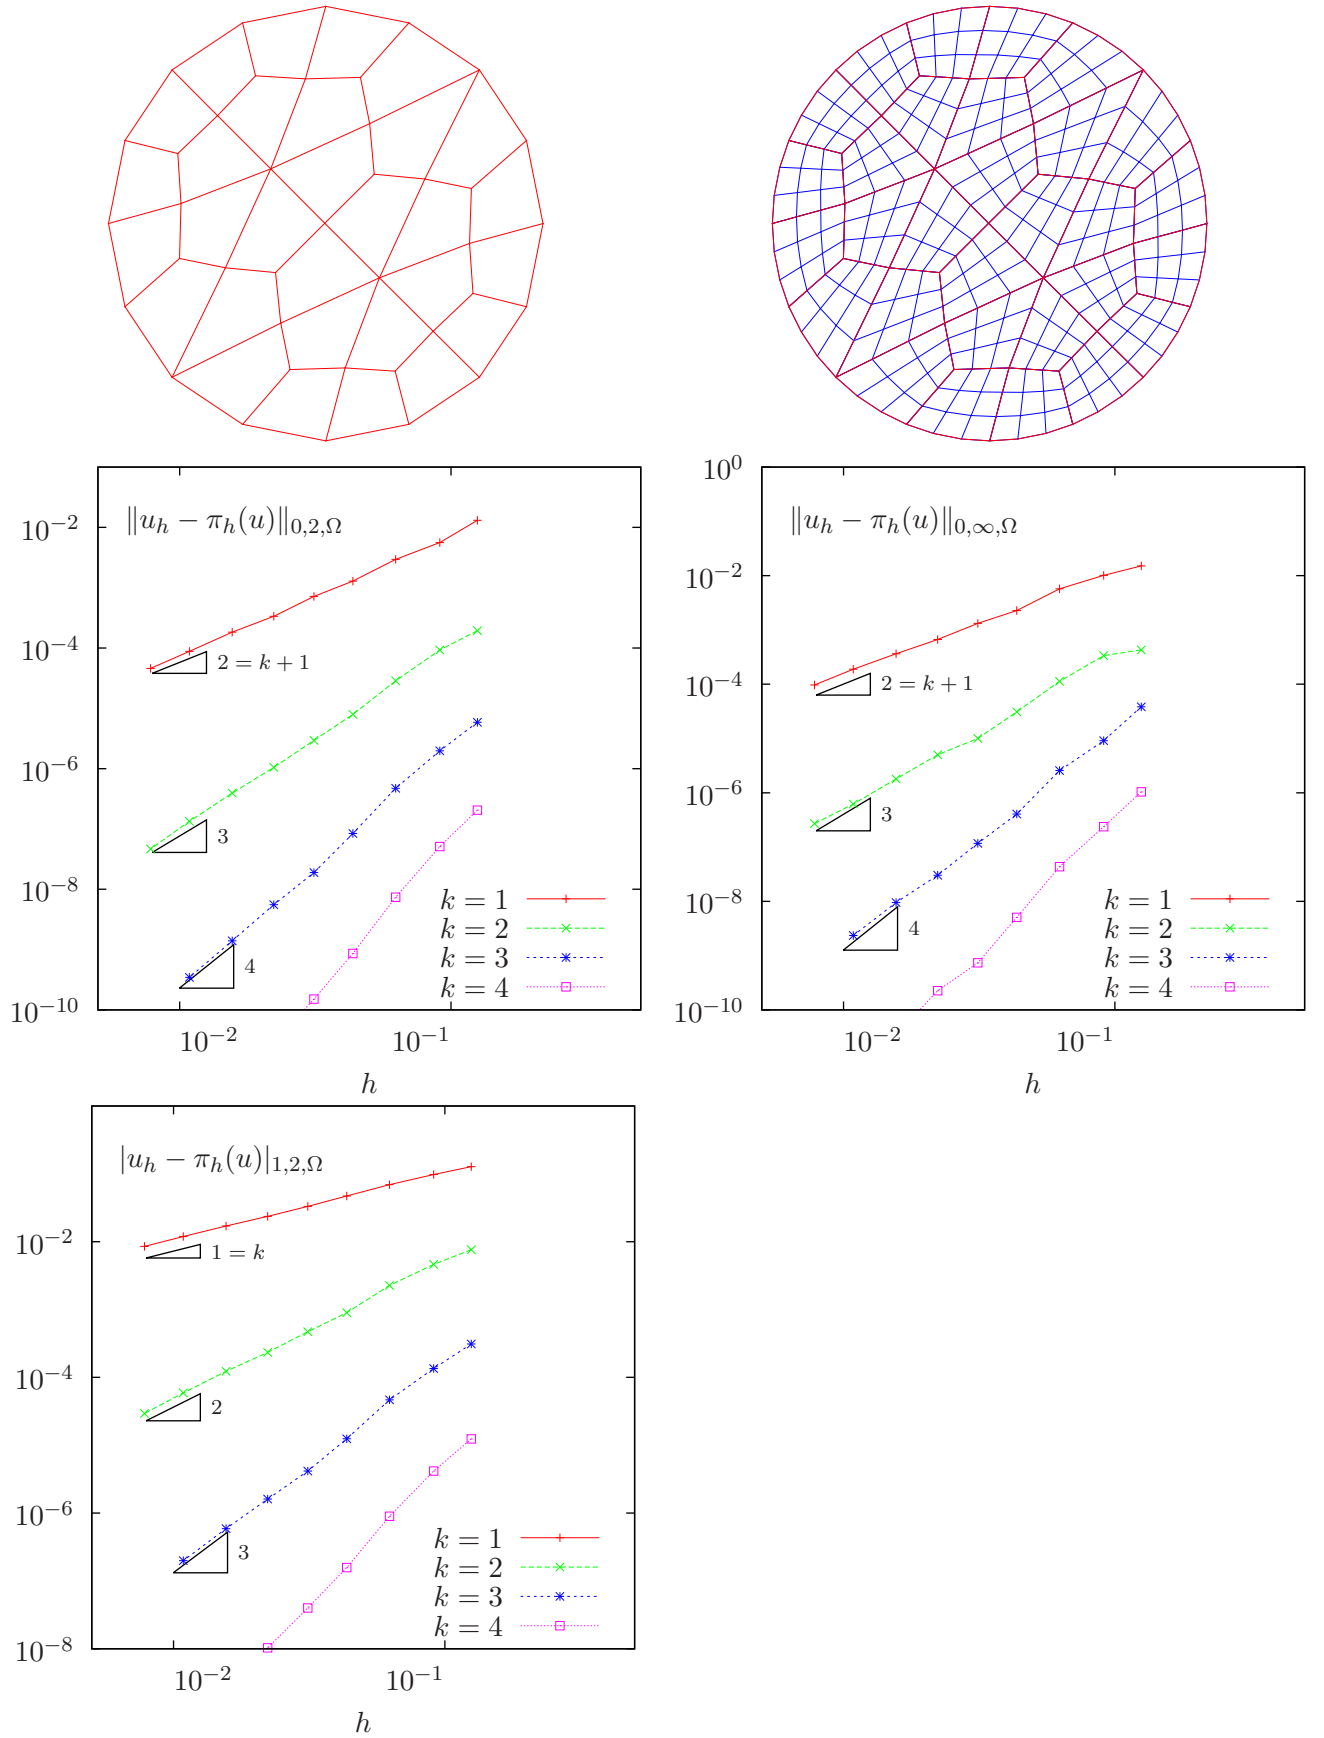 ‖u_h − π_h(u)‖_{0,2,Ω}
10^{−2}
10^{−4}
10^{−6}
10^{−8}
10^{−10}
2 = k + 1
3
4
k = 1
k = 2
k = 3
k = 4
10^{−2} 10^{−1}
h
‖u_h − π_h(u)‖_{0,∞,Ω}
10^{0}
10^{−2}
10^{−4}
10^{−6}
10^{−8}
10^{−10}
2 = k + 1
3
4
k = 1
k = 2
k = 3
k = 4
10^{−2} 10^{−1}
h
|u_h − π_h(u)|_{1,2,Ω}
10^{−2}
10^{−4}
10^{−6}
10^{−8}
1 = k
2
3
k = 1
k = 2
k = 3
k = 4
10^{−2} 10^{−1}
h